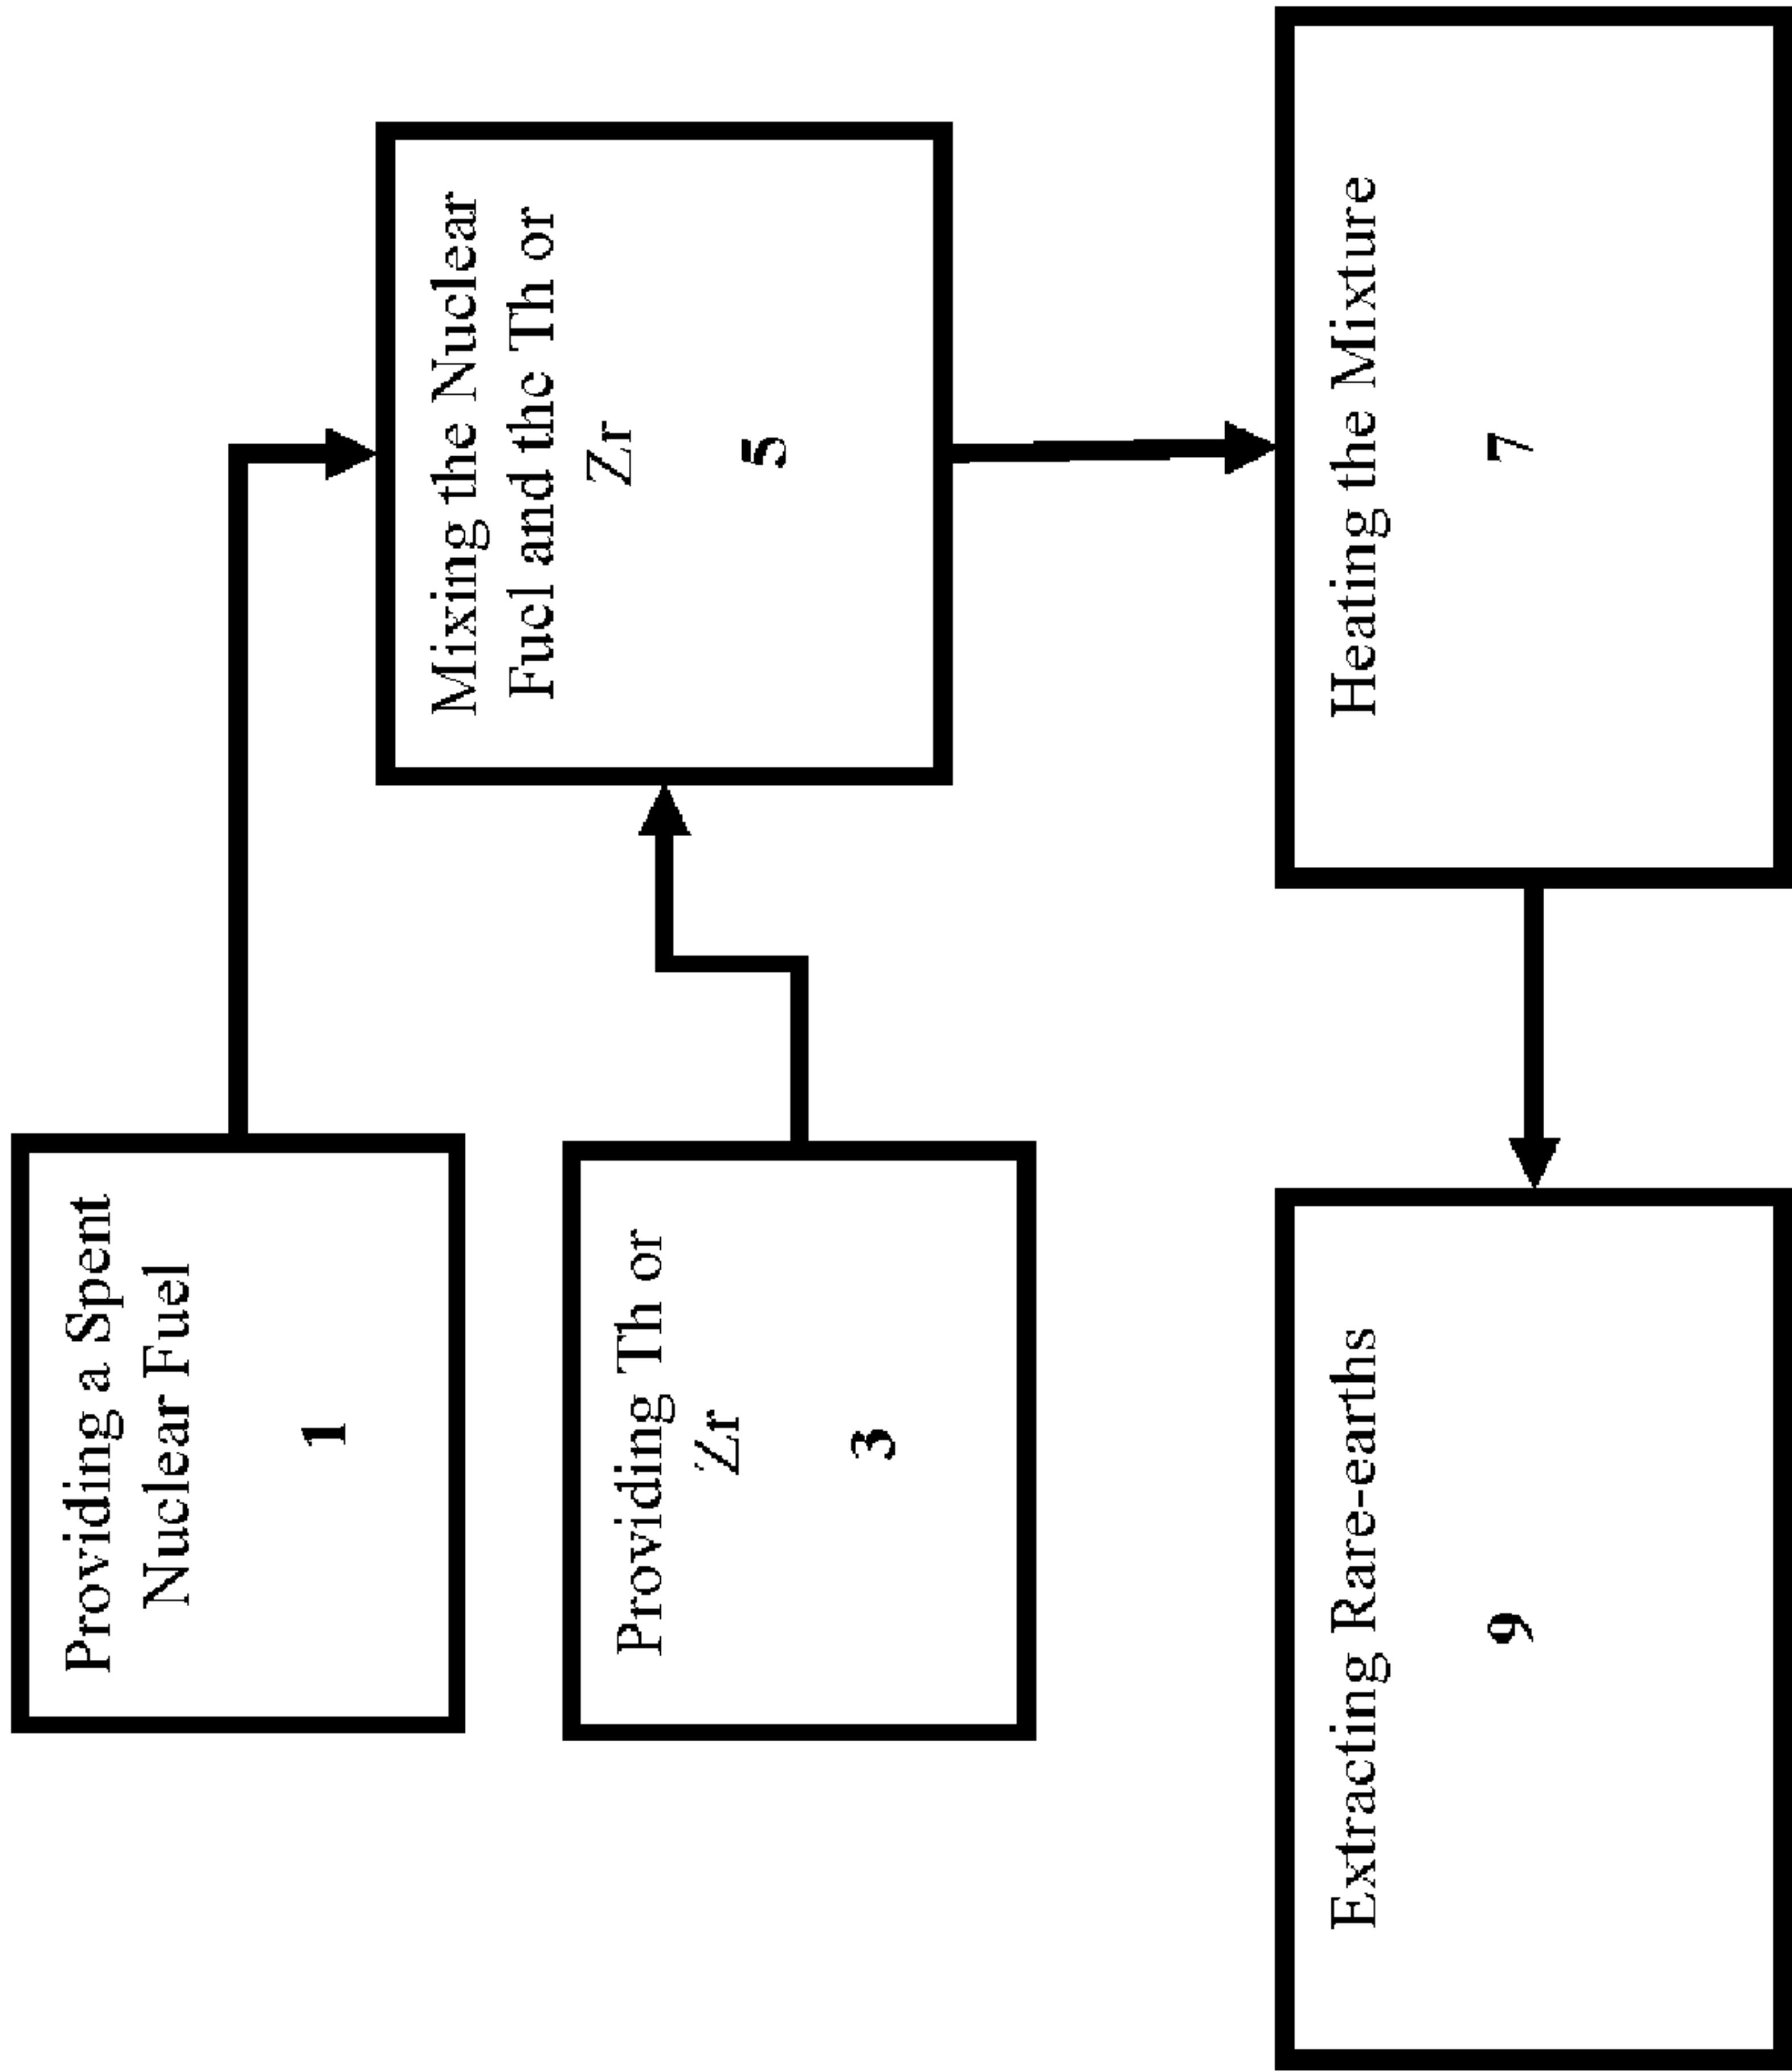 Providing a Spent
Nuclear Fuel
1
Providing Th or
Zr
3
Mixing the Nuclear
Fuel and the Th or
Zr
5
Heating the Mixture
7
Extracting Rare-earths
9